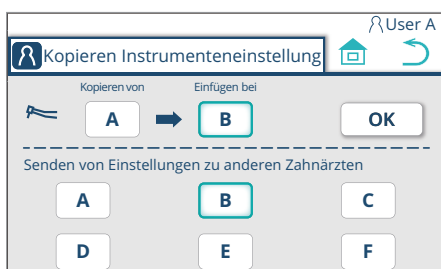 User A
Kopieren Instrumenteneinstellung
Kopieren von Einfügen bei
A B OK
Senden von Einstellungen zu anderen Zahnärzten
A B C
D E F